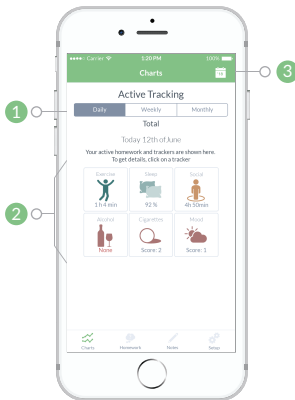 Carrier 1:20 PM 100%
Charts
3
Active Tracking
1
Daily Weekly Monthly
Total
Today 12th ofJune
Your active homework and trackers are shown here.
To get details, click on a tracker
Exercise Sleep Social
1 h 4 min 92 % 4h 50min
2
Alcohol Cigarettes Mood
None Score: 2 Score: 1
Charts Homework Notes Setup